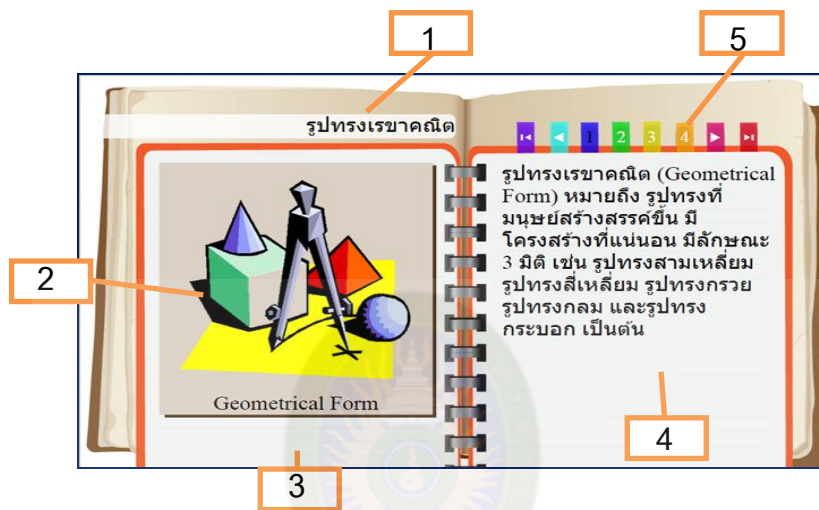 1
5
รูปทรงเรขาคณิต
1 2 3 4
2
Geometrical Form
3
รูปทรงเรขาคณิต (Geometrical
Form) หมายถึง รูปทรงที่
มนุษย์สร้างสรรค์ขึ้น มี
โครงสร้างที่แน่นอน มีลักษณะ
3 มิติ เช่น รูปทรงสามเหลี่ยม
รูปทรงสี่เหลี่ยม รูปทรงกรวย
รูปทรงกลม และรูปทรง
กระบอก เป็นต้น
4